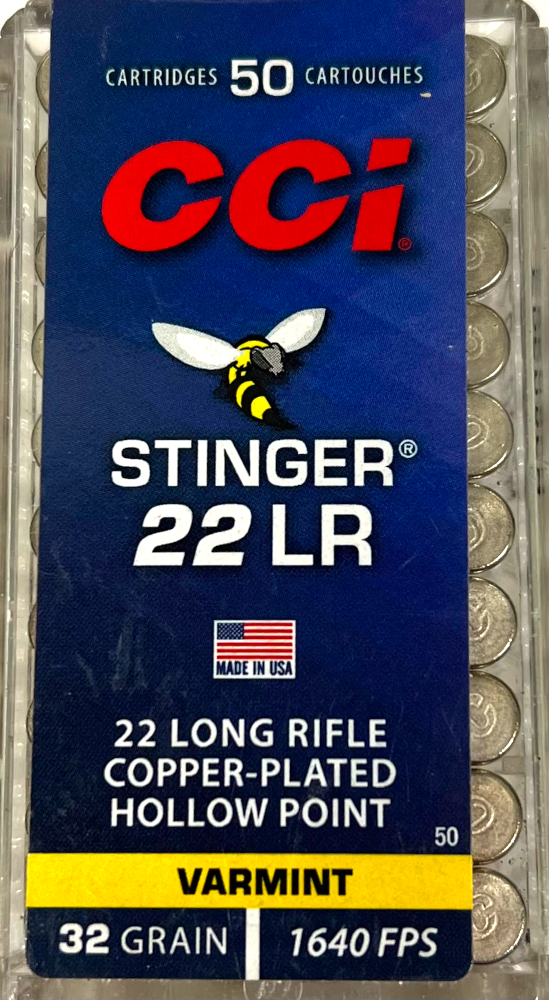 CARTRIDGES 50 CARTOUCHES
CCI®
STINGER®
22 LR
MADE IN USA
22 LONG RIFLE
COPPER-PLATED
HOLLOW POINT
50
VARMINT
32 GRAIN 1640 FPS